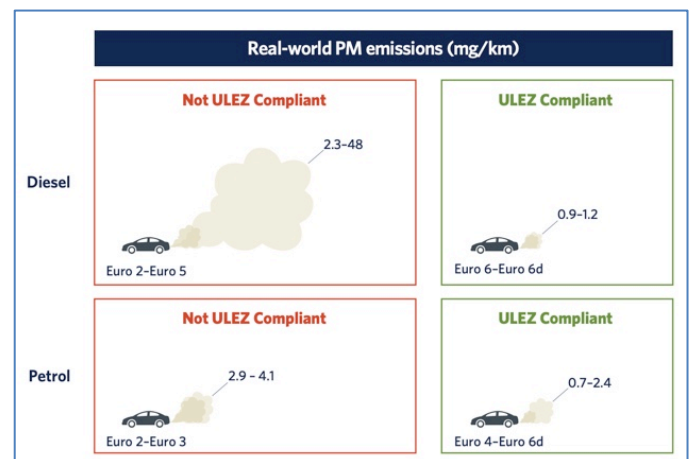 Real-world PM emissions (mg/km)
Not ULEZ Compliant
ULEZ Compliant
Diesel
2.3–48
0.9–1.2
Euro 2–Euro 5
Euro 6–Euro 6d
Not ULEZ Compliant
ULEZ Compliant
Petrol
2.9 – 4.1
0.7–2.4
Euro 2–Euro 3
Euro 4–Euro 6d